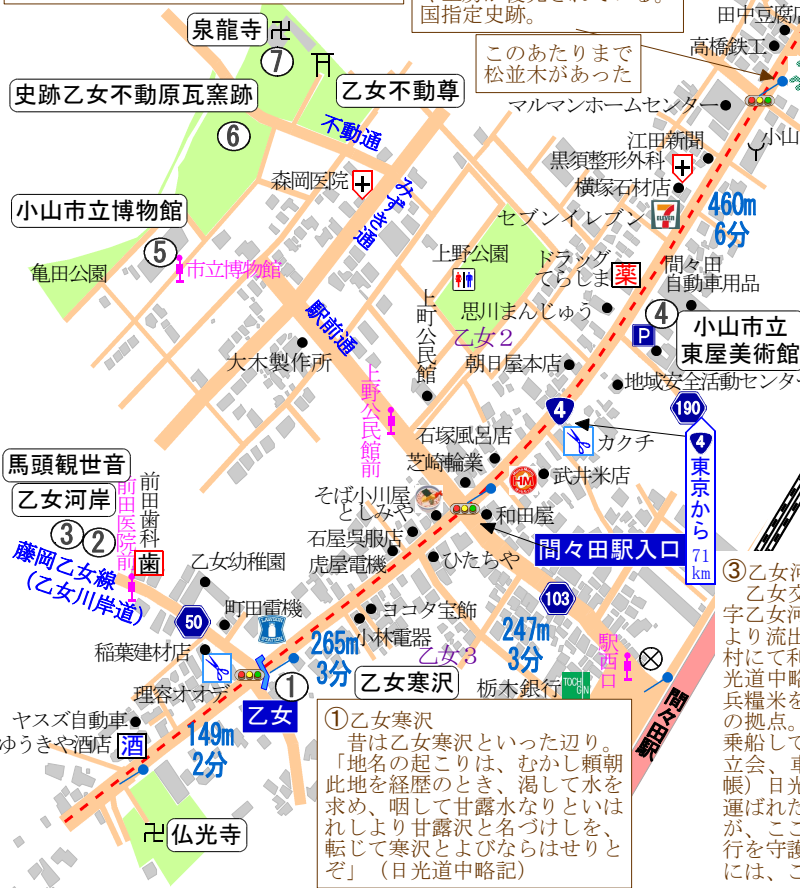 国指定史跡。
このあたりまで
松並木があった
田中豆腐店
高橋鉄工
マルマンホームセンター
小山
泉龍寺
⑦
乙女不動尊
史跡乙女不動原瓦窯跡
⑥
不動通
森岡医院
みずき通
江田新聞
黒須整形外科
横塚石材店
セブンイレブン
460m
6分
小山市立博物館
⑤
市立博物館
亀田公園
上野公園
ドラッグ
てらしま
薬
間々田
自動車用品
思川まんじゅう
④
小山市立
東屋美術館
P
駅前通
上町公民館
乙女2
大木製作所
朝日屋本店
地域安全活動センター
上野公民館前
4
190
4
東京から
71
km
カクチ
石塚風呂店
芝崎輪業
武井米店
HM
馬頭観世音
乙女河岸
③②
前田医院前
前田歯科
歯
藤岡乙女線
(乙女川岸道)
そば小川屋
としみや
和田屋
石屋呉服店
虎屋電機
ひたちや
間々田駅入口
乙女幼稚園
町田電機
50
103
ヨコタ宝飾
小林電器
265m
3分
乙女3
247m
3分
駅西口
稲葉建材店
理容オオデ
①
乙女
乙女寒沢
栃木銀行
TOCHGIN
間々田駅
ヤスズ自動車
ゆうきや酒店
酒
149m
2分
仏光寺
①乙女寒沢
昔は乙女寒沢といった辺り。
「地名の起こりは、むかし頼朝
此地を経歴のとき、渇して水を
求め、咽して甘露水なりといは
れしより甘露沢と名づけしを、
転じて寒沢とよびならはせりと
ぞ」（日光道中略記）
③乙女河
乙女交
字乙女河
より流出
村にて利
光道中略
兵糧米を
の拠点。
乗船して
立会、車
帳）日光
運ばれた
が、ここ
行を守護
には、こ